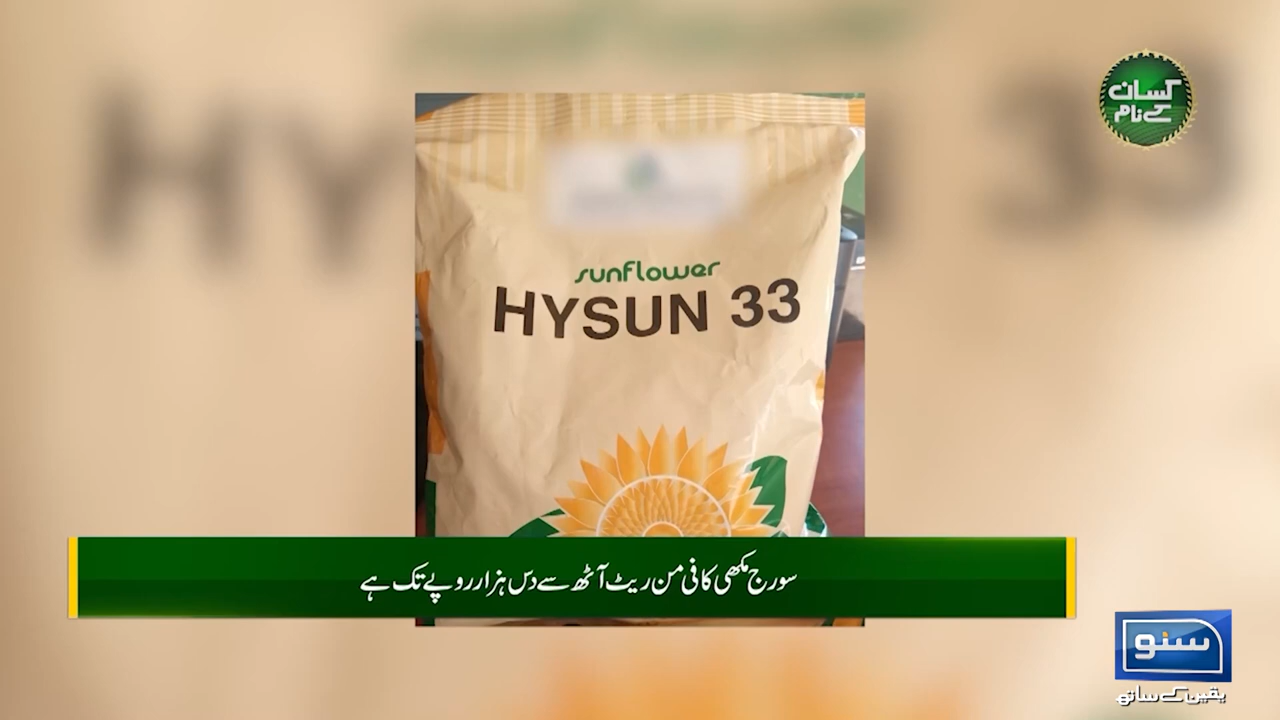 کسان
کے نام
sunflower
HYSUN 33
سورج مکھی کا فی من ریٹ آٹھ سے دس ہزار روپے تک ہے
سنو
یقین کے ساتھ